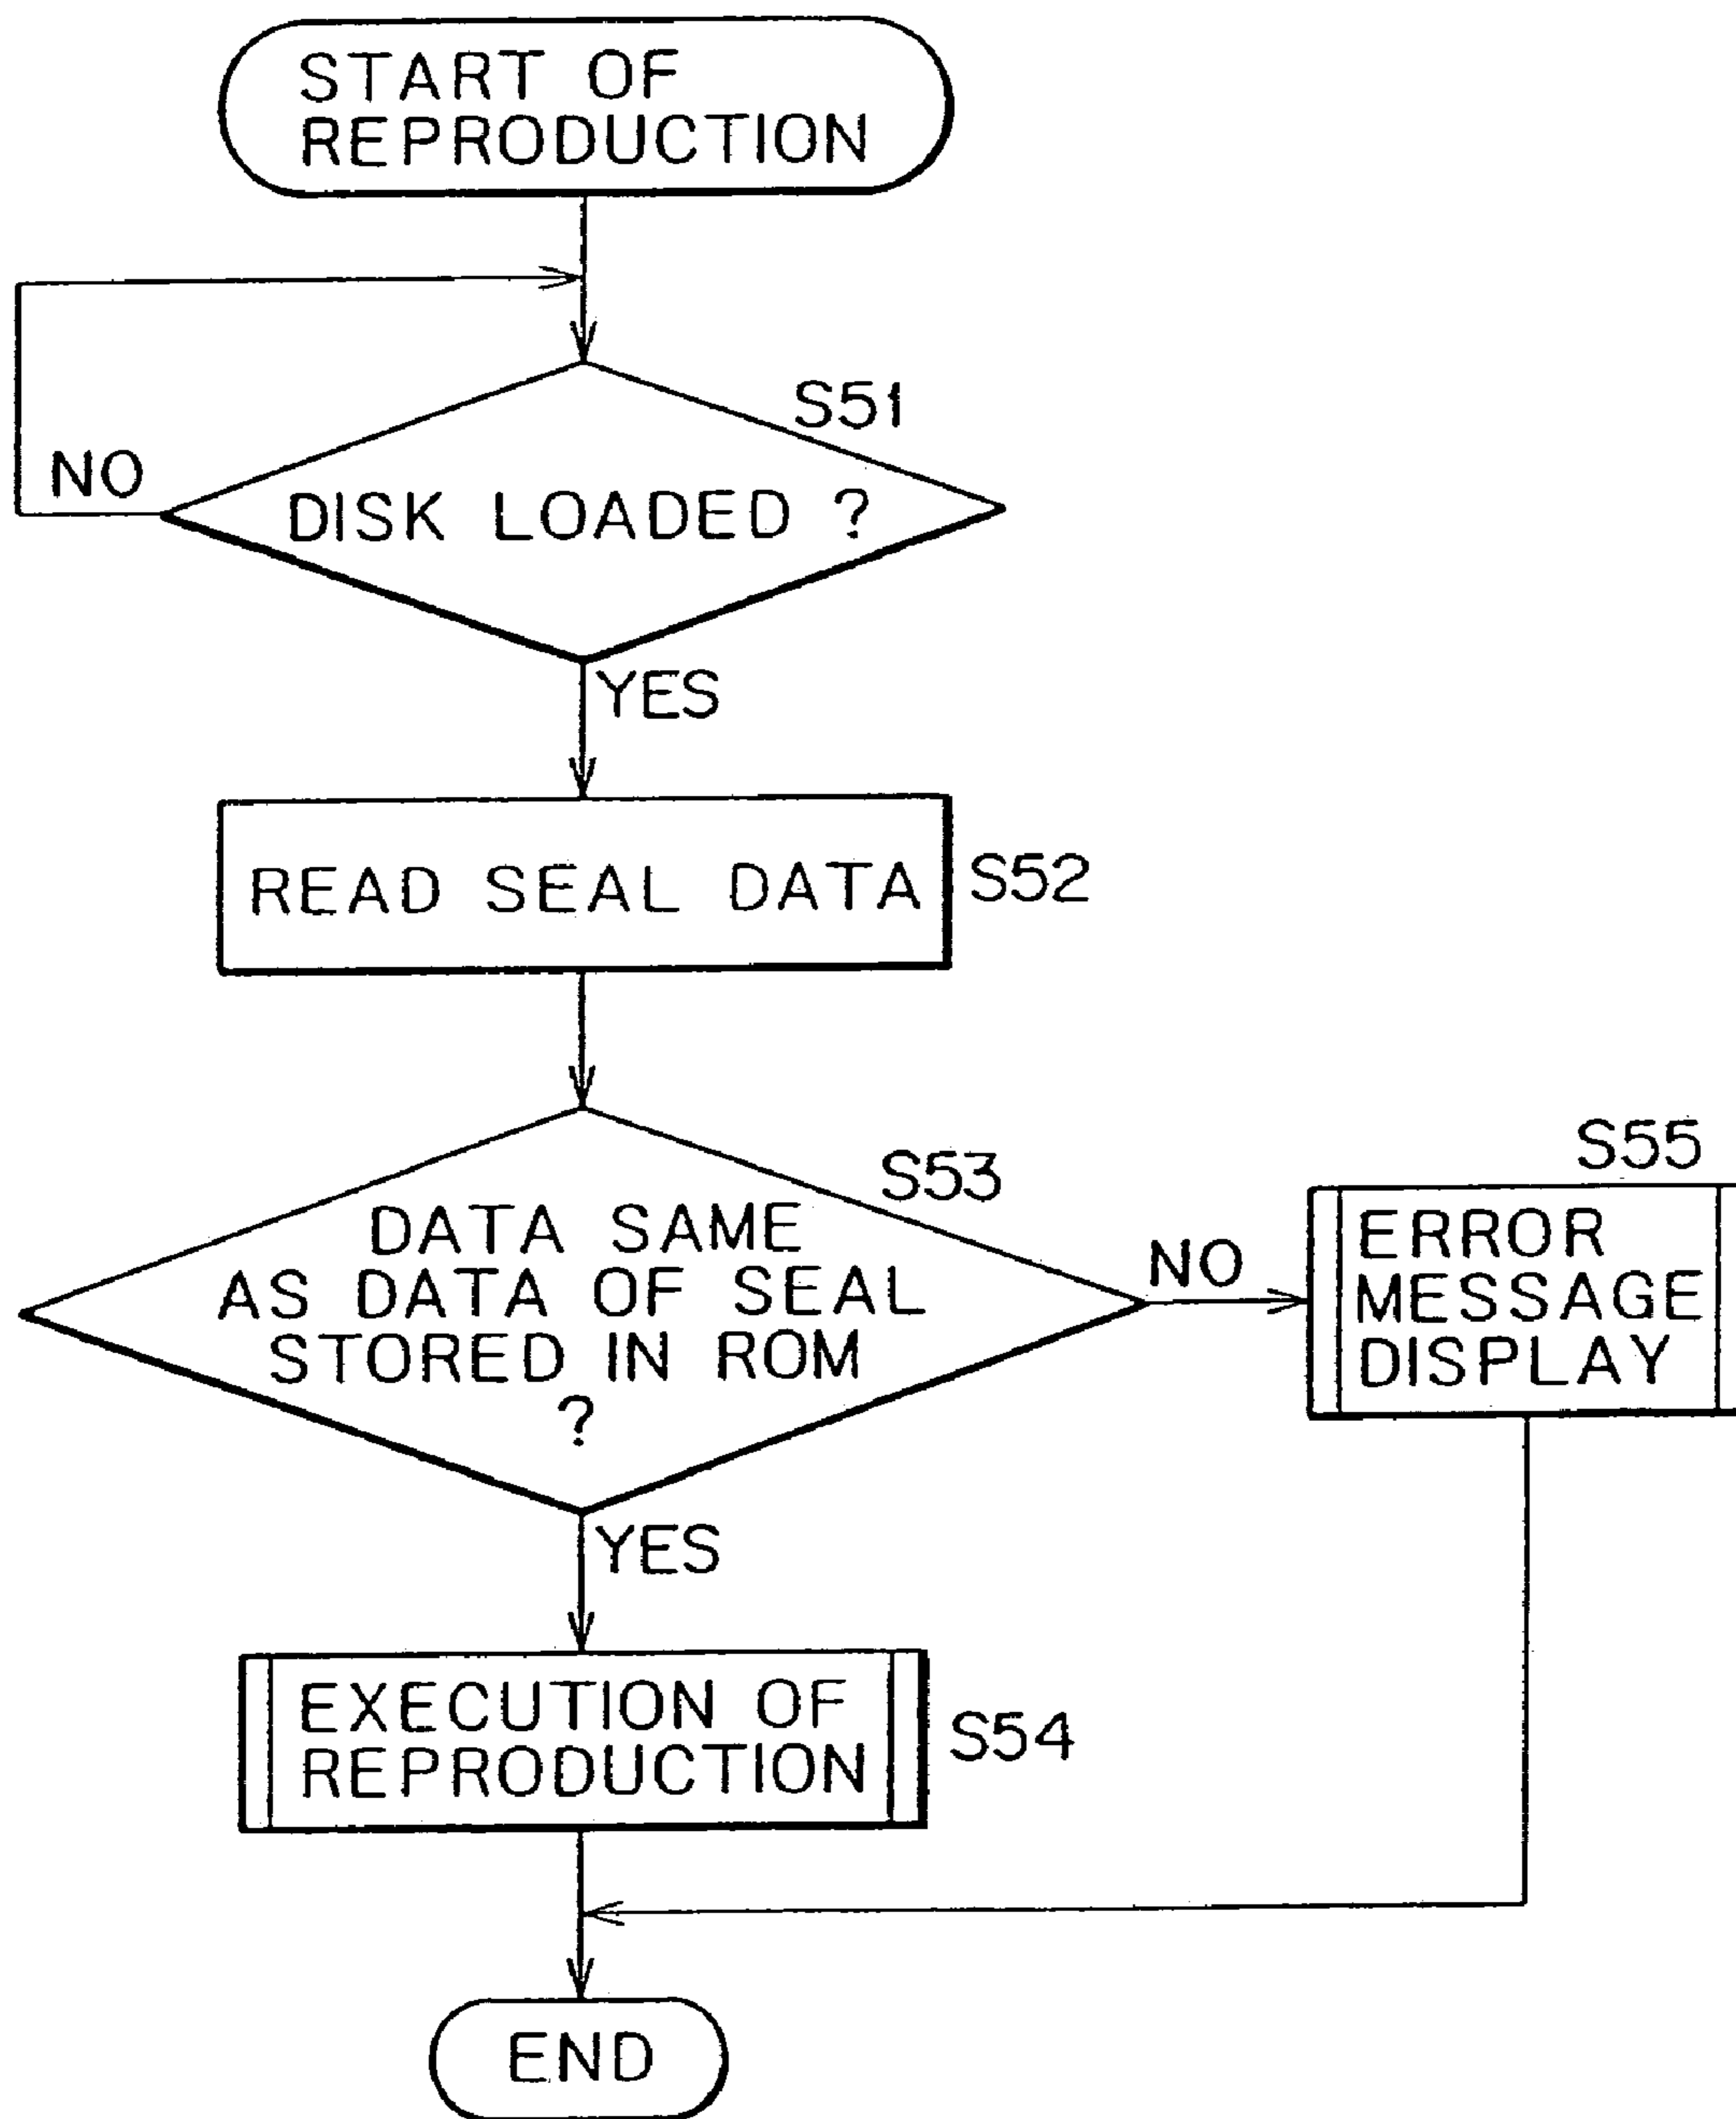 START OF
REPRODUCTION
S51
NO
DISK LOADED ?
YES
READ SEAL DATA
S52
S53
DATA SAME
AS DATA OF SEAL
STORED IN ROM
?
NO
S55
ERROR
MESSAGE
DISPLAY
YES
EXECUTION OF
REPRODUCTION
S54
END